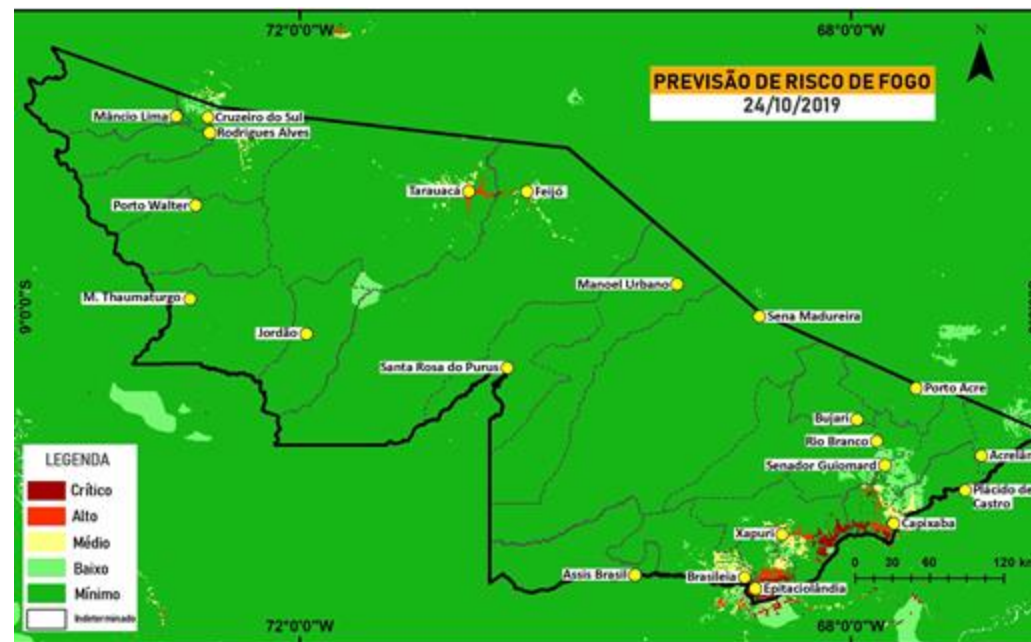 72°0'0"W
68°0'0"W
N
PREVISÃO DE RISCO DE FOGO
24/10/2019
Mâncio Lima
Cruzeiro do Sul
Rodrigues Alves
Tarauacá
Feijó
Porto Walter
Manoel Urbano
M. Thaumaturgo
9°0'0"S
Sena Madureira
Jordão
Santa Rosa do Purus
Porto Acre
Bujari
Rio Branco
Acrelân
Senador Guiomard
Plácido de
Castro
Capixaba
Xapuri
Assis Brasil
Brasileia
Epitaciolândia
0 30 60 120 km
LEGENDA
Crítico
Alto
Médio
Baixo
Mínimo
Indeterminado
72°0'0"W
68°0'0"W